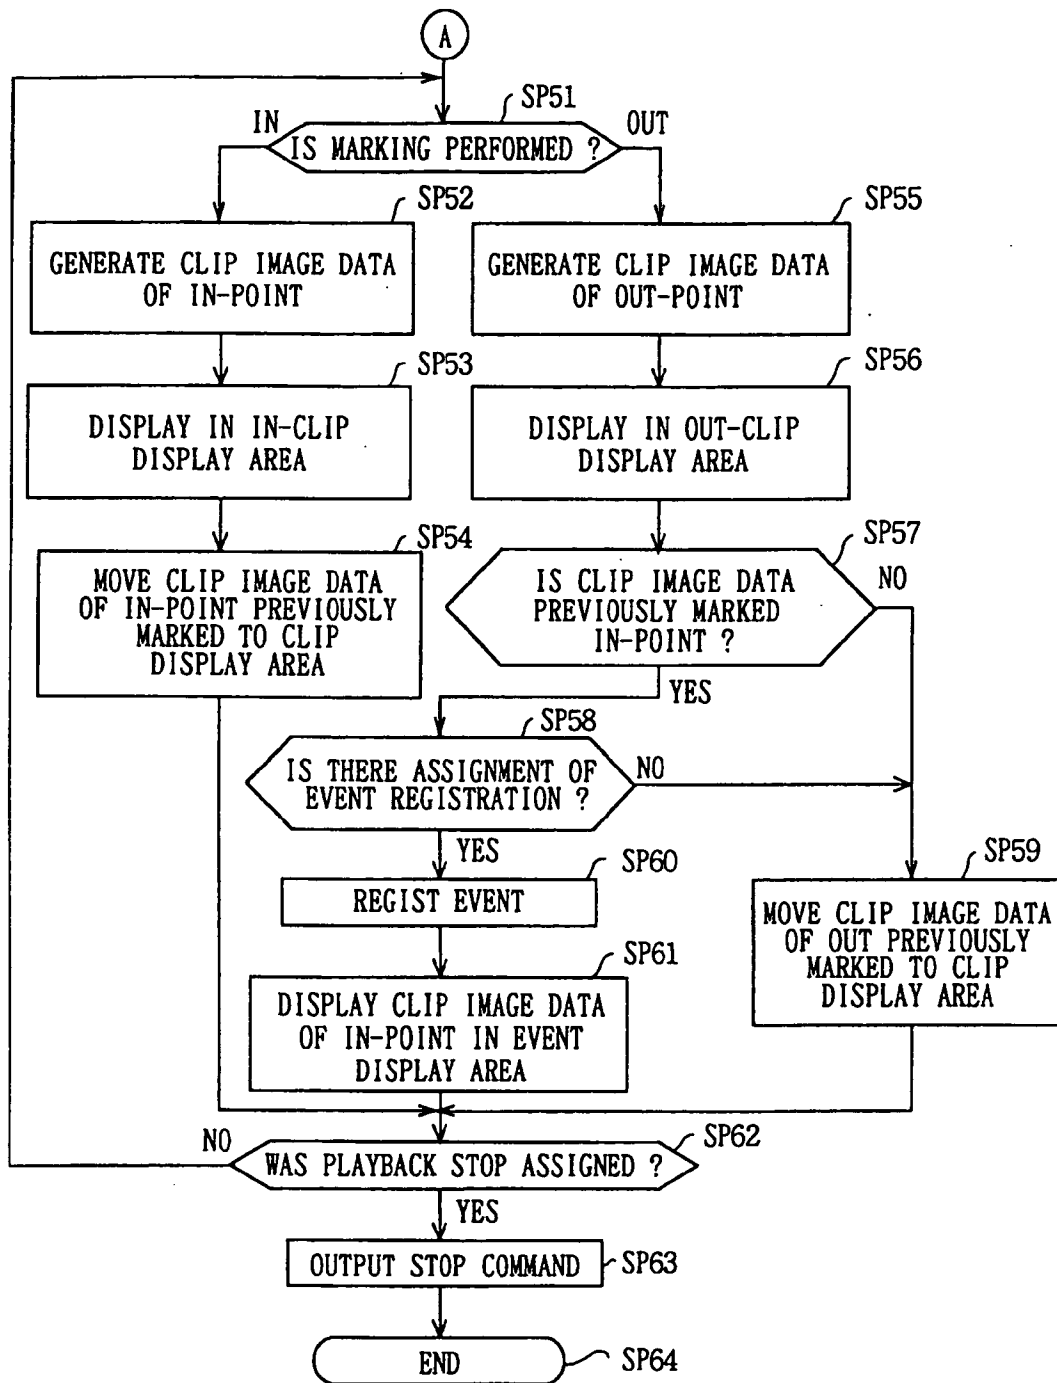 A
SP51
IN
OUT
IS MARKING PERFORMED ?
SP52
GENERATE CLIP IMAGE DATA
OF IN-POINT
SP55
GENERATE CLIP IMAGE DATA
OF OUT-POINT
SP53
DISPLAY IN IN-CLIP
DISPLAY AREA
SP56
DISPLAY IN OUT-CLIP
DISPLAY AREA
SP54
MOVE CLIP IMAGE DATA
OF IN-POINT PREVIOUSLY
MARKED TO CLIP
DISPLAY AREA
SP57
IS CLIP IMAGE DATA
PREVIOUSLY MARKED
IN-POINT ?
NO
YES
SP58
IS THERE ASSIGNMENT OF
EVENT REGISTRATION ?
NO
YES
SP60
REGIST EVENT
SP59
MOVE CLIP IMAGE DATA
OF OUT PREVIOUSLY
MARKED TO CLIP
DISPLAY AREA
SP61
DISPLAY CLIP IMAGE DATA
OF IN-POINT IN EVENT
DISPLAY AREA
NO
SP62
WAS PLAYBACK STOP ASSIGNED ?
YES
OUTPUT STOP COMMAND
SP63
END
SP64